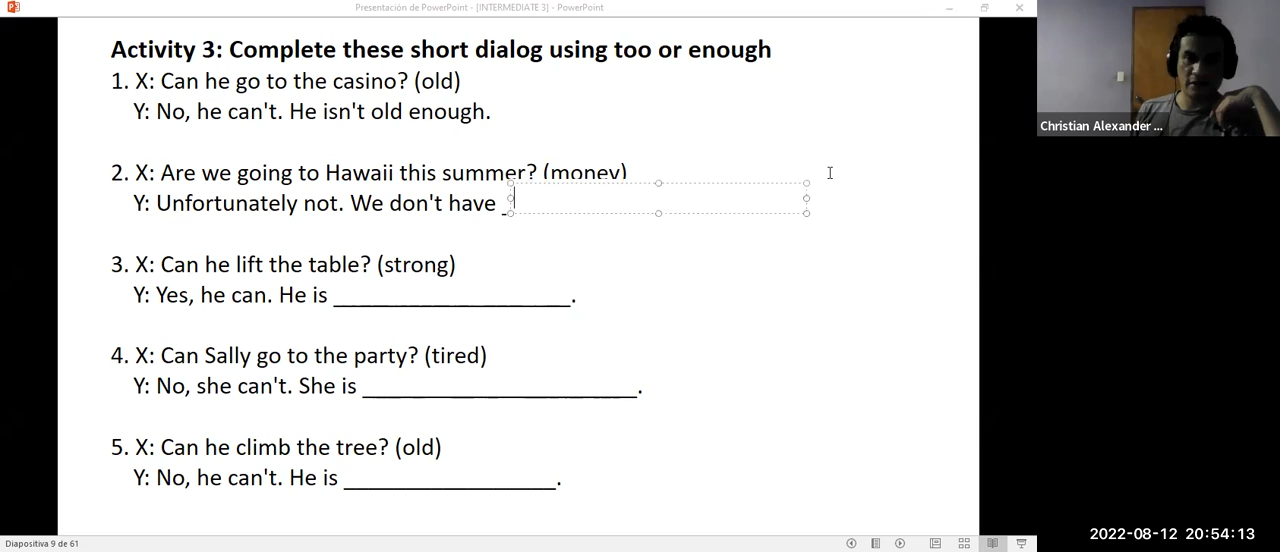 Presentación de PowerPoint - [INTERMEDIATE 3] - PowerPoint
Activity 3: Complete these short dialog using too or enough
1. X: Can he go to the casino? (old)
Y: No, he can't. He isn't old enough.
2. X: Are we going to Hawaii this summer? (money)
Y: Unfortunately not. We don't have _
3. X: Can he lift the table? (strong)
Y: Yes, he can. He is ____________________.
4. X: Can Sally go to the party? (tired)
Y: No, she can't. She is _______________________.
5. X: Can he climb the tree? (old)
Y: No, he can't. He is __________________.
Christian Alexander ...
Diapositiva 9 de 61
2022-08-12 20:54:13